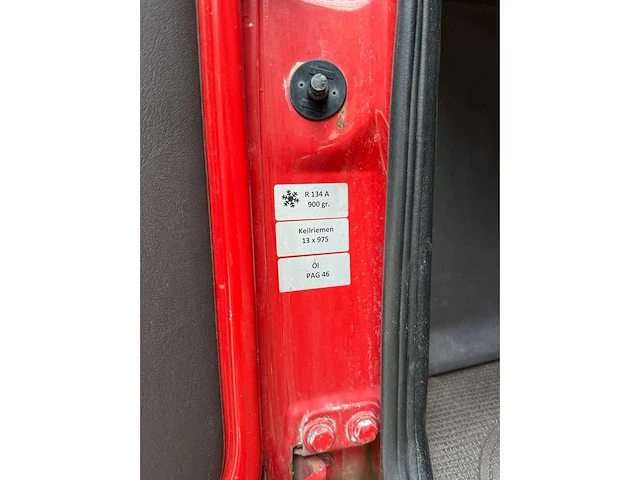 R 134 A
900 gr.
Keilriemen
13 x 975
Öl
PAG 46